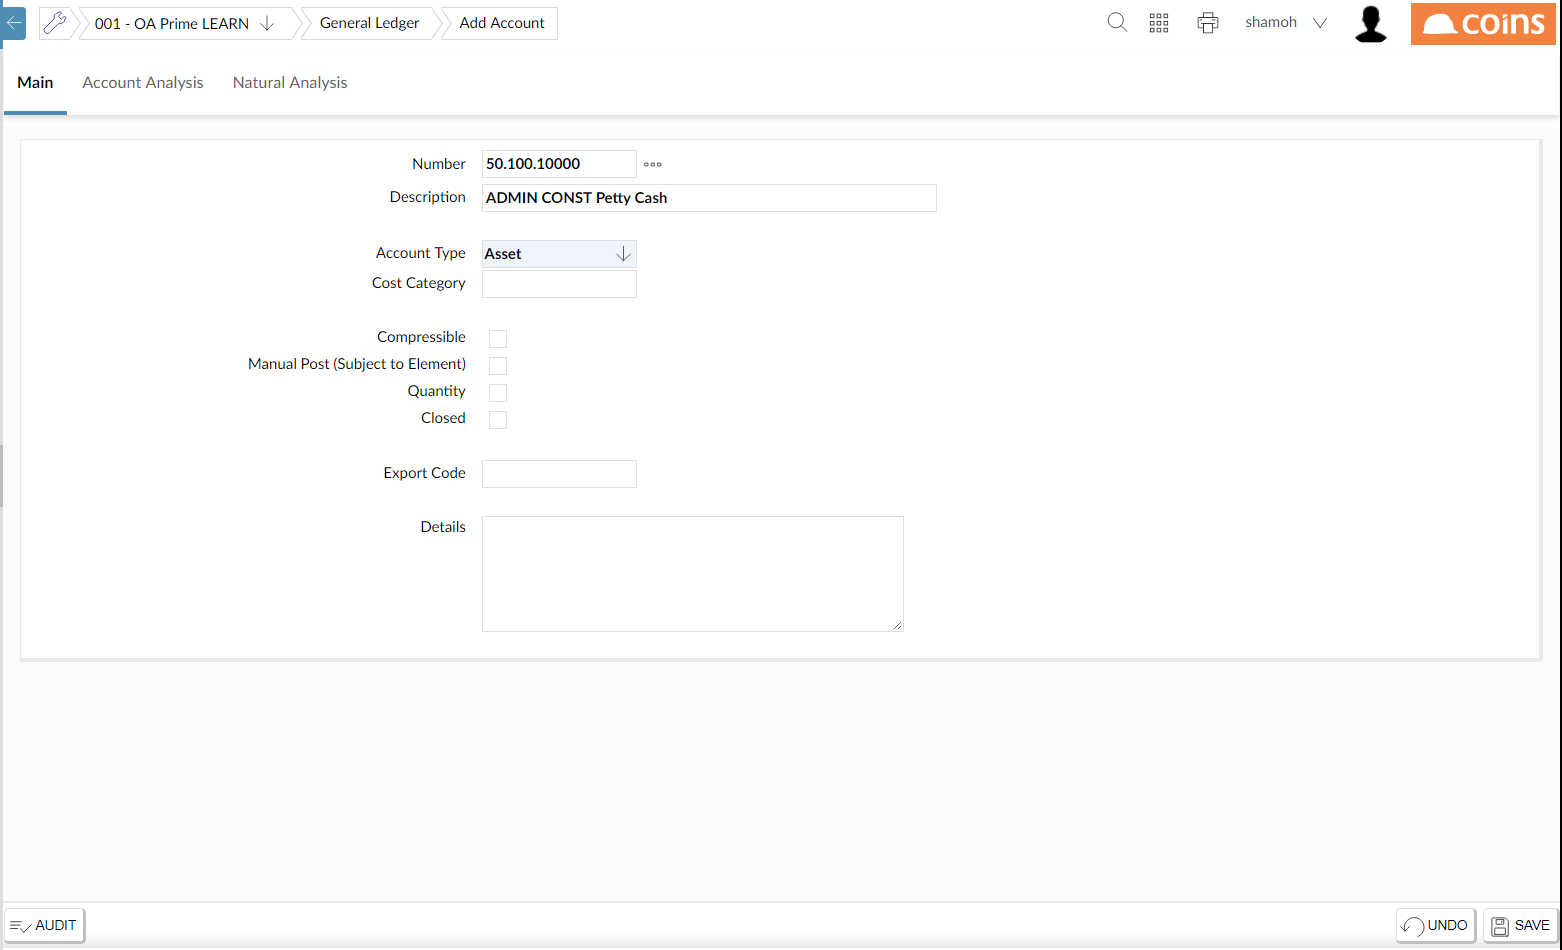 001 - OA Prime LEARN
General Ledger
Add Account
shamoh
coins
Main
Account Analysis
Natural Analysis
Number
50.100.10000
Description
ADMIN CONST Petty Cash
Account Type
Asset
Cost Category
Compressible
Manual Post (Subject to Element)
Quantity
Closed
Export Code
Details
AUDIT
UNDO
SAVE